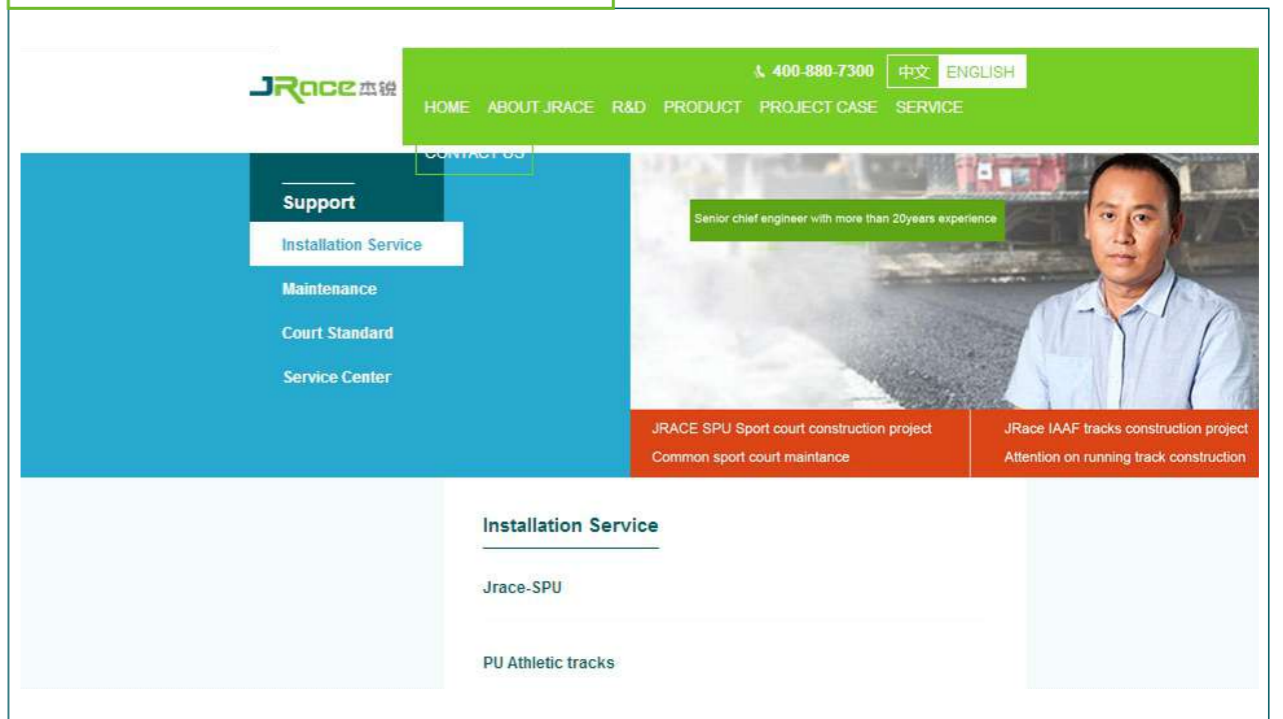 JRace杰锐
400-880-7300 中文 ENGLISH
HOME ABOUT JRACE R&D PRODUCT PROJECT CASE SERVICE
CONTACT US
Support
Installation Service
Maintenance
Court Standard
Service Center
Senior chief engineer with more than 20years experience
JRACE SPU Sport court construction project
Common sport court maintance
JRace IAAF tracks construction project
Attention on running track construction
Installation Service
Jrace-SPU
PU Athletic tracks